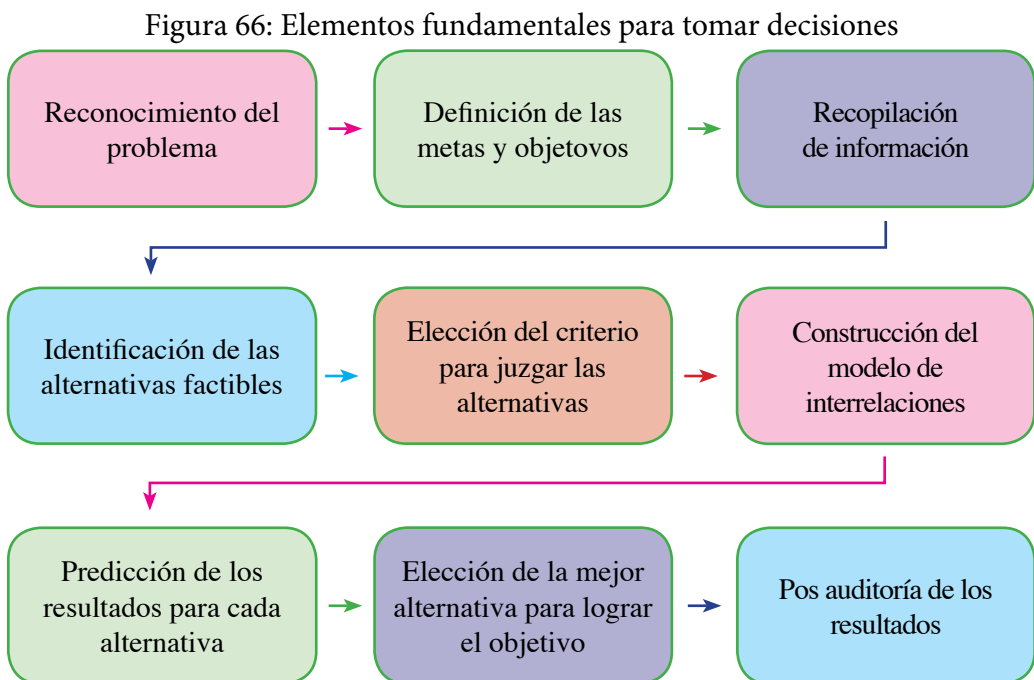 Figura 66: Elementos fundamentales para tomar decisiones
Reconocimiento del
problema
Definición de las
metas y objetovos
Recopilación
de información
Identificación de las
alternativas factibles
Elección del criterio
para juzgar las
alternativas
Construcción del
modelo de
interrelaciones
Predicción de los
resultados para cada
alternativa
Elección de la mejor
alternativa para lograr
el objetivo
Pos auditoría de los
resultados